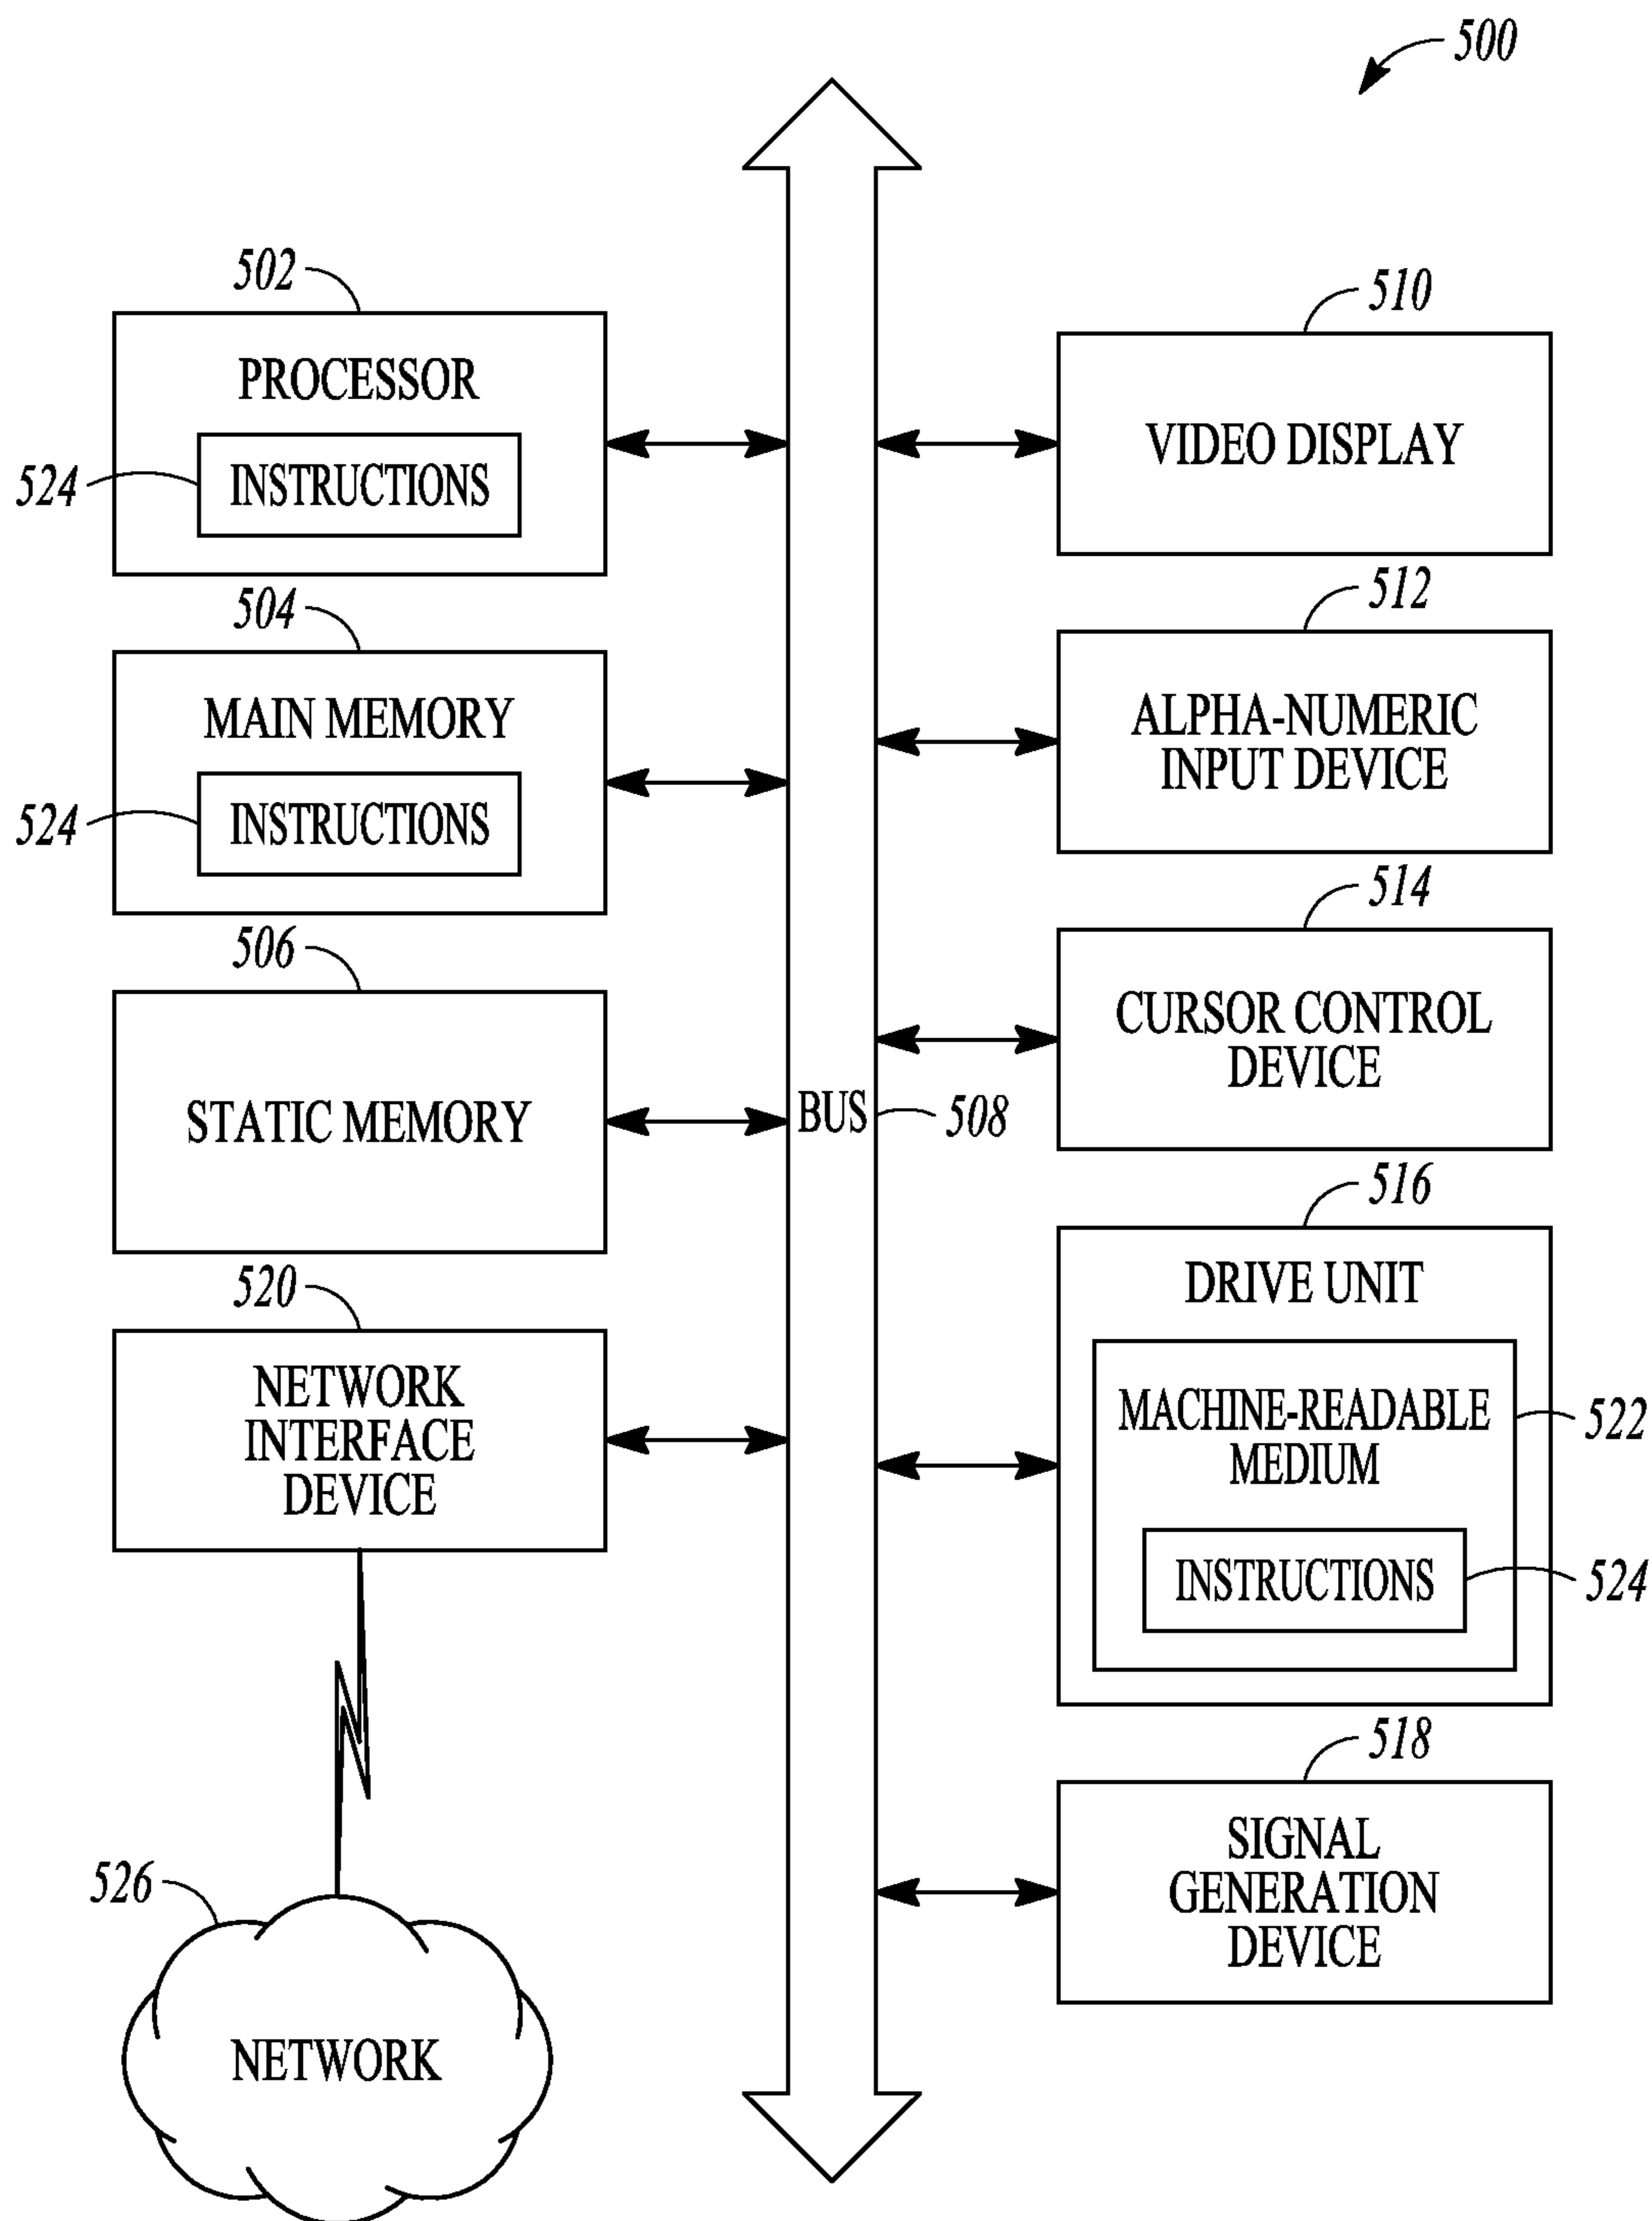 500
502
PROCESSOR
524
INSTRUCTIONS
504
MAIN MEMORY
524
INSTRUCTIONS
506
STATIC MEMORY
520
NETWORK
INTERFACE
DEVICE
526
NETWORK
BUS
508
510
VIDEO DISPLAY
512
ALPHA-NUMERIC
INPUT DEVICE
514
CURSOR CONTROL
DEVICE
516
DRIVE UNIT
MACHINE-READABLE
MEDIUM
522
INSTRUCTIONS
524
518
SIGNAL
GENERATION
DEVICE